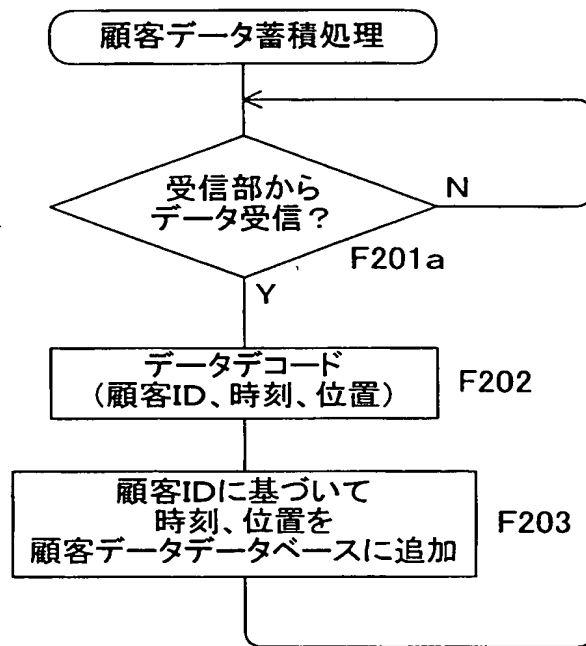 顧客データ蓄積処理
受信部から
データ受信?
N
F201a
Y
データデコード
(顧客ID、時刻、位置)
F202
顧客IDに基づいて
時刻、位置を
顧客データデータベースに追加
F203